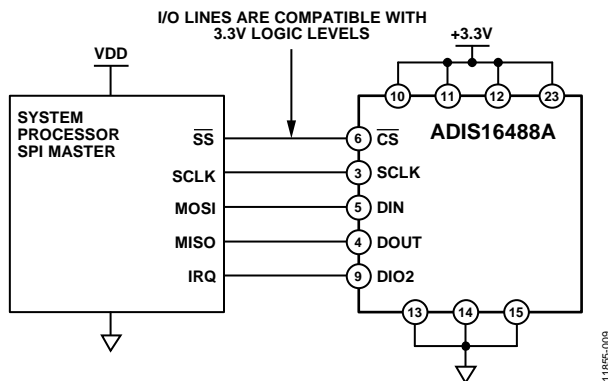 I/O LINES ARE COMPATIBLE WITH
3.3V LOGIC LEVELS
+3.3V
VDD
10
11
12
23
SYSTEM
PROCESSOR
SPI MASTER
ADIS16488A
SS
6
CS
SCLK
3
SCLK
MOSI
5
DIN
MISO
4
DOUT
IRQ
9
DIO2
13
14
15
11855-009